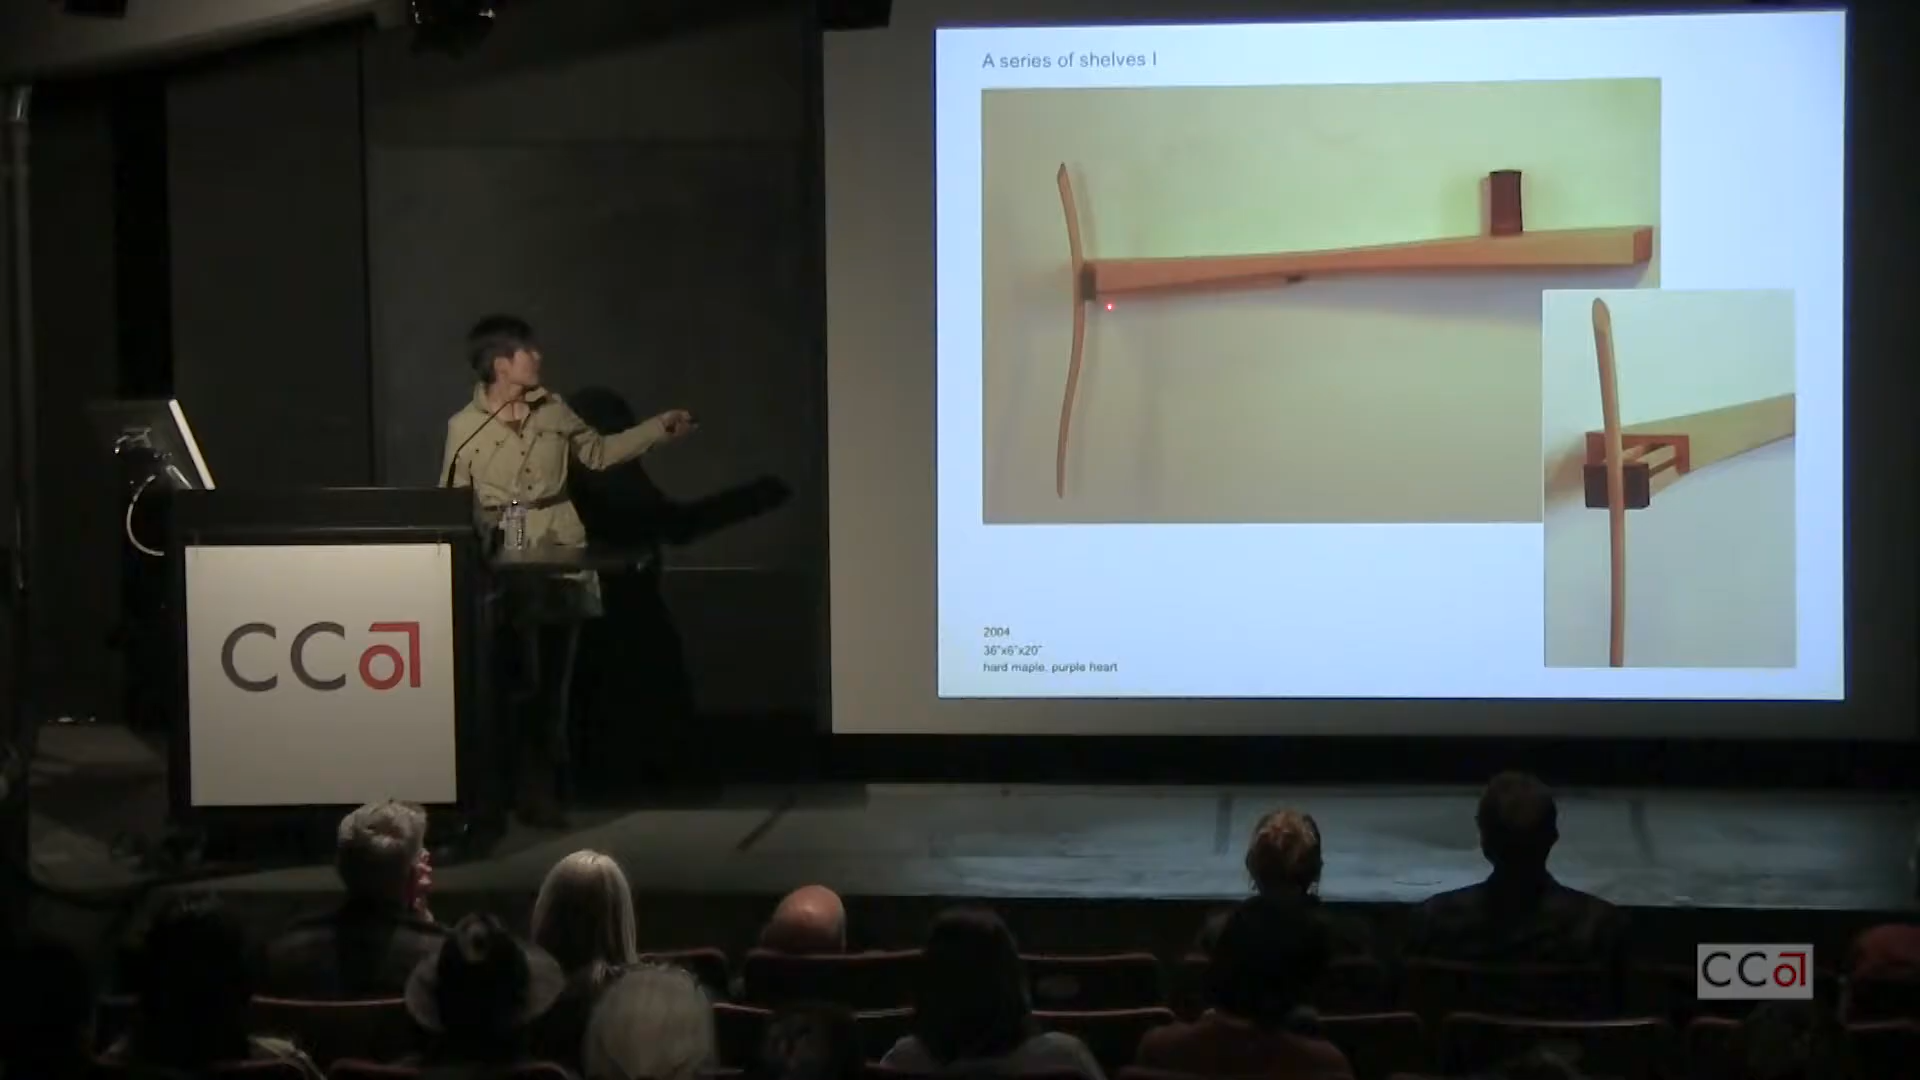 A series of shelves I
2004
36"x6"x20"
hard maple, purple heart
CCA
CCA